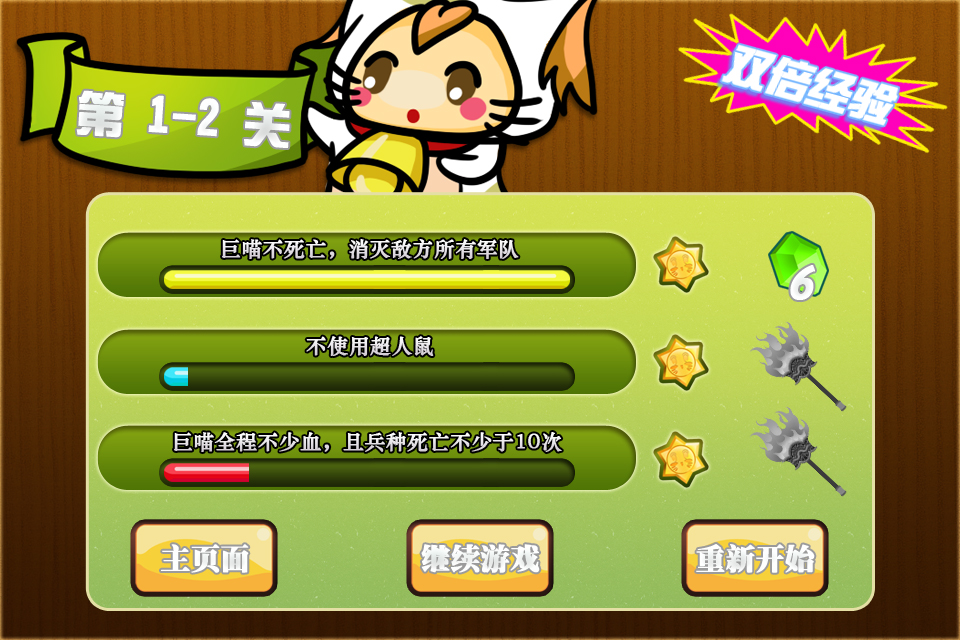 第 1-2 关
双倍经验
巨喵不死亡，消灭敌方所有军队
6
不使用超人鼠
巨喵全程不少血，且兵种死亡不少于10次
主页面
继续游戏
重新开始